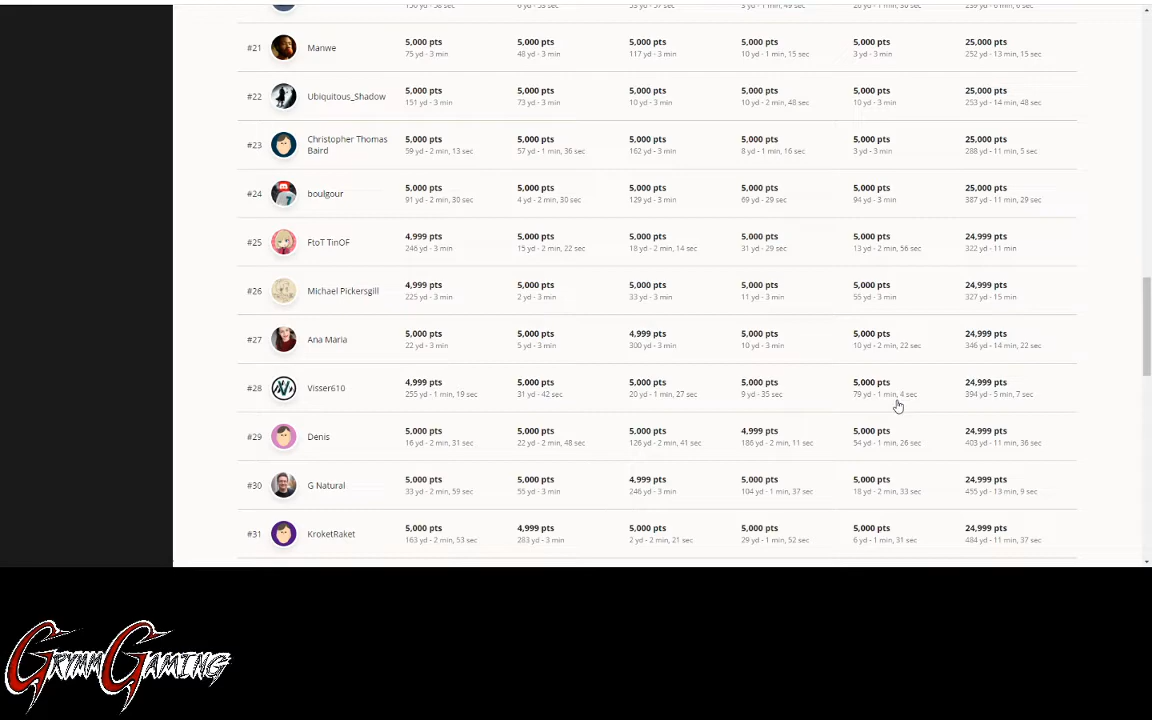 #21 Manwe 5,000 pts 5,000 pts 5,000 pts 5,000 pts 5,000 pts 25,000 pts
75 yd - 3 min 48 yd - 3 min 117 yd - 3 min 10 yd - 1 min, 15 sec 3 yd - 3 min 252 yd - 13 min, 15 sec
#22 Ubiquitous_Shadow 5,000 pts 5,000 pts 5,000 pts 5,000 pts 5,000 pts 25,000 pts
151 yd - 3 min 73 yd - 3 min 10 yd - 3 min 10 yd - 2 min, 48 sec 10 yd - 3 min 253 yd - 14 min, 48 sec
#23 Christopher Thomas Baird 5,000 pts 5,000 pts 5,000 pts 5,000 pts 5,000 pts 25,000 pts
59 yd - 2 min, 13 sec 57 yd - 1 min, 36 sec 162 yd - 3 min 8 yd - 1 min, 16 sec 3 yd - 3 min 288 yd - 11 min, 5 sec
#24 boulgour 5,000 pts 5,000 pts 5,000 pts 5,000 pts 5,000 pts 25,000 pts
91 yd - 2 min, 30 sec 4 yd - 2 min, 30 sec 129 yd - 3 min 69 yd - 29 sec 94 yd - 3 min 387 yd - 11 min, 29 sec
#25 FtoT TinOF 4,999 pts 5,000 pts 5,000 pts 5,000 pts 5,000 pts 24,999 pts
246 yd - 3 min 15 yd - 2 min, 22 sec 18 yd - 2 min, 14 sec 31 yd - 29 sec 13 yd - 2 min, 56 sec 322 yd - 11 min
#26 Michael Pickersgill 4,999 pts 5,000 pts 5,000 pts 5,000 pts 5,000 pts 24,999 pts
225 yd - 3 min 2 yd - 3 min 33 yd - 3 min 11 yd - 3 min 55 yd - 3 min 327 yd - 15 min
#27 Ana Maria 5,000 pts 5,000 pts 4,999 pts 5,000 pts 5,000 pts 24,999 pts
22 yd - 3 min 5 yd - 3 min 300 yd - 3 min 10 yd - 3 min 10 yd - 2 min, 22 sec 346 yd - 14 min, 22 sec
#28 Visser610 4,999 pts 5,000 pts 5,000 pts 5,000 pts 5,000 pts 24,999 pts
255 yd - 1 min, 19 sec 31 yd - 42 sec 20 yd - 1 min, 27 sec 9 yd - 35 sec 79 yd - 1 min, 4 sec 394 yd - 5 min, 7 sec
#29 Denis 5,000 pts 5,000 pts 5,000 pts 4,999 pts 5,000 pts 24,999 pts
16 yd - 2 min, 31 sec 22 yd - 2 min, 48 sec 126 yd - 2 min, 41 sec 186 yd - 2 min, 11 sec 54 yd - 1 min, 26 sec 403 yd - 11 min, 36 sec
#30 G Natural 5,000 pts 5,000 pts 4,999 pts 5,000 pts 5,000 pts 24,999 pts
33 yd - 2 min, 59 sec 55 yd - 3 min 246 yd - 3 min 104 yd - 1 min, 37 sec 18 yd - 2 min, 33 sec 455 yd - 13 min, 9 sec
#31 KroketRaket 5,000 pts 4,999 pts 5,000 pts 5,000 pts 5,000 pts 24,999 pts
163 yd - 2 min, 53 sec 283 yd - 3 min 2 yd - 2 min, 21 sec 29 yd - 1 min, 52 sec 6 yd - 1 min, 31 sec 484 yd - 11 min, 37 sec
GrymmGaming